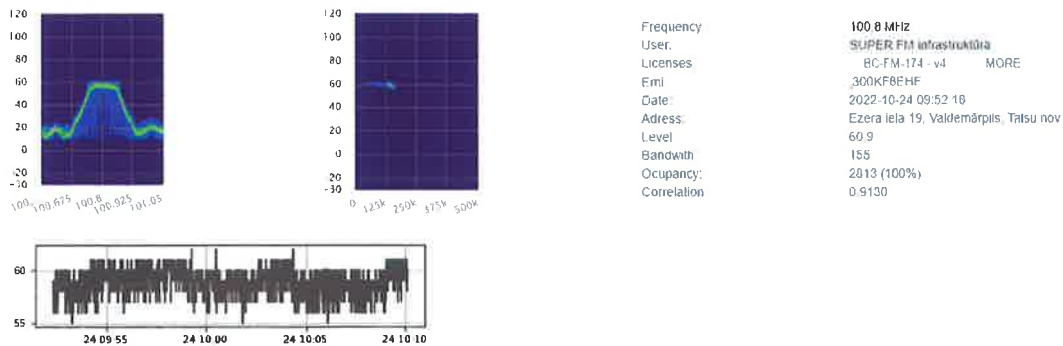 120
100
80
60
40
20
0
-20
-30
100.
100.675
100.8
100.925
101.05
120
100
80
60
40
20
0
-20
-30
0
125k
250k
375k
500k
Frequency 100.8 MHz
User. SUPER FM infrastruktūra
Licenses BC-FM-174 - v4 MORE
Emi ,300KF8EHF
Date: 2022-10-24 09:52:16
Adress: Ezera iela 19, Valdemārpils, Talsu nov
Level 60.9
Bandwith 155
Ocupancy: 2813 (100%)
Correlation 0.9130
60
55
24 09:55
24 10:00
24 10:05
24 10:10